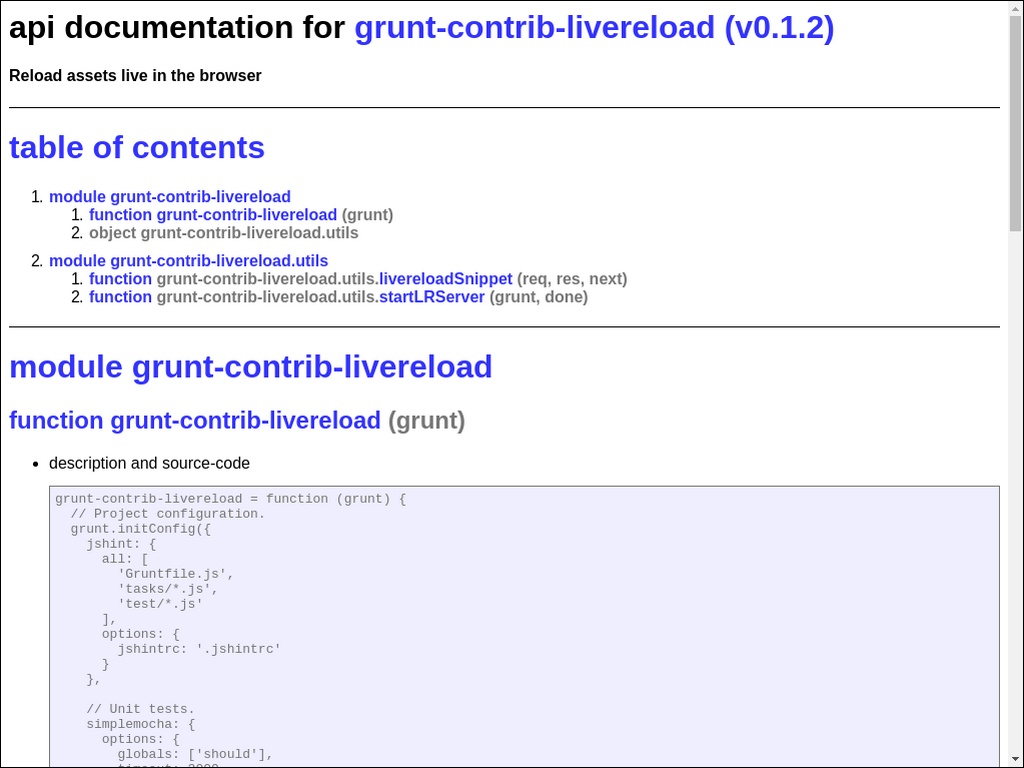 api documentation for grunt-contrib-livereload (v0.1.2)
Reload assets live in the browser
table of contents
1. module grunt-contrib-livereload
1. function grunt-contrib-livereload (grunt)
2. object grunt-contrib-livereload.utils
2. module grunt-contrib-livereload.utils
1. function grunt-contrib-livereload.utils.livereloadSnippet (req, res, next)
2. function grunt-contrib-livereload.utils.startLRServer (grunt, done)
module grunt-contrib-livereload
function grunt-contrib-livereload (grunt)
• description and source-code
grunt-contrib-livereload = function (grunt) {
  // Project configuration.
  grunt.initConfig({
    jshint: {
      all: [
        'Gruntfile.js',
        'tasks/*.js',
        'test/*.js'
      ],
      options: {
        jshintrc: '.jshintrc'
      }
    },
    // Unit tests.
    simplemocha: {
      options: {
        globals: ['should'],